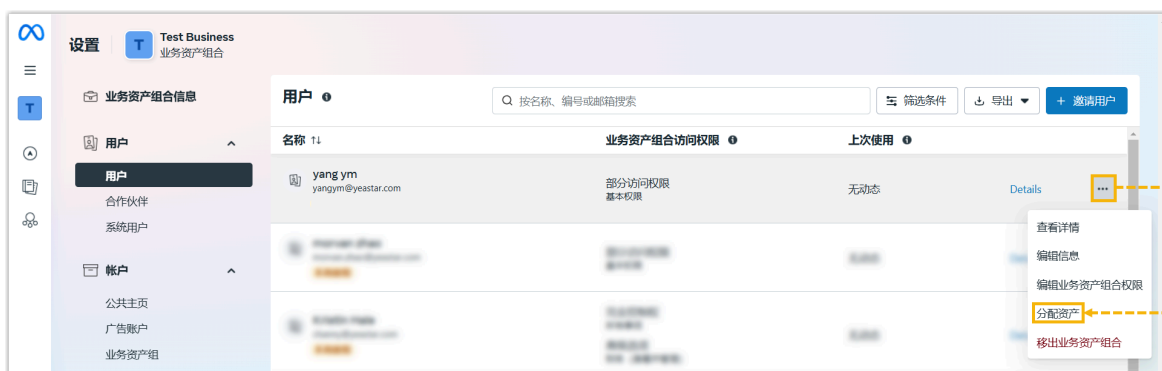 设置
T
Test Business
业务资产组合
T
业务资产组合信息
用户
用户
合作伙伴
系统用户
帐户
公共主页
广告账户
业务资产组
用户
按名称、编号或邮箱搜索
筛选条件
导出
+ 邀请用户
名称 ↑↓
业务资产组合访问权限
上次使用
yang ym
yangym@yeastar.com
部分访问权限
基本权限
无动态
Details
查看详情
编辑信息
编辑业务资产组合权限
分配资产
移出业务资产组合